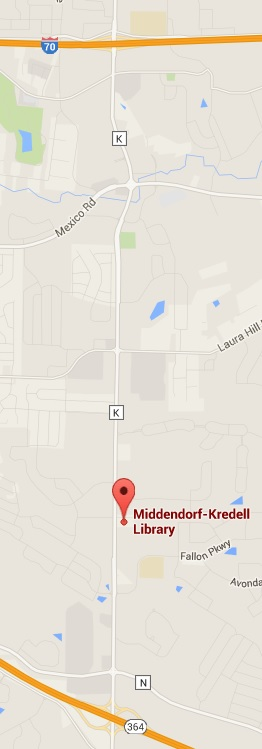 70
K
Mexico Rd
Laura Hill
K
Middendorf-Kredell
Library
Fallon Pkwy
Avonda
N
364